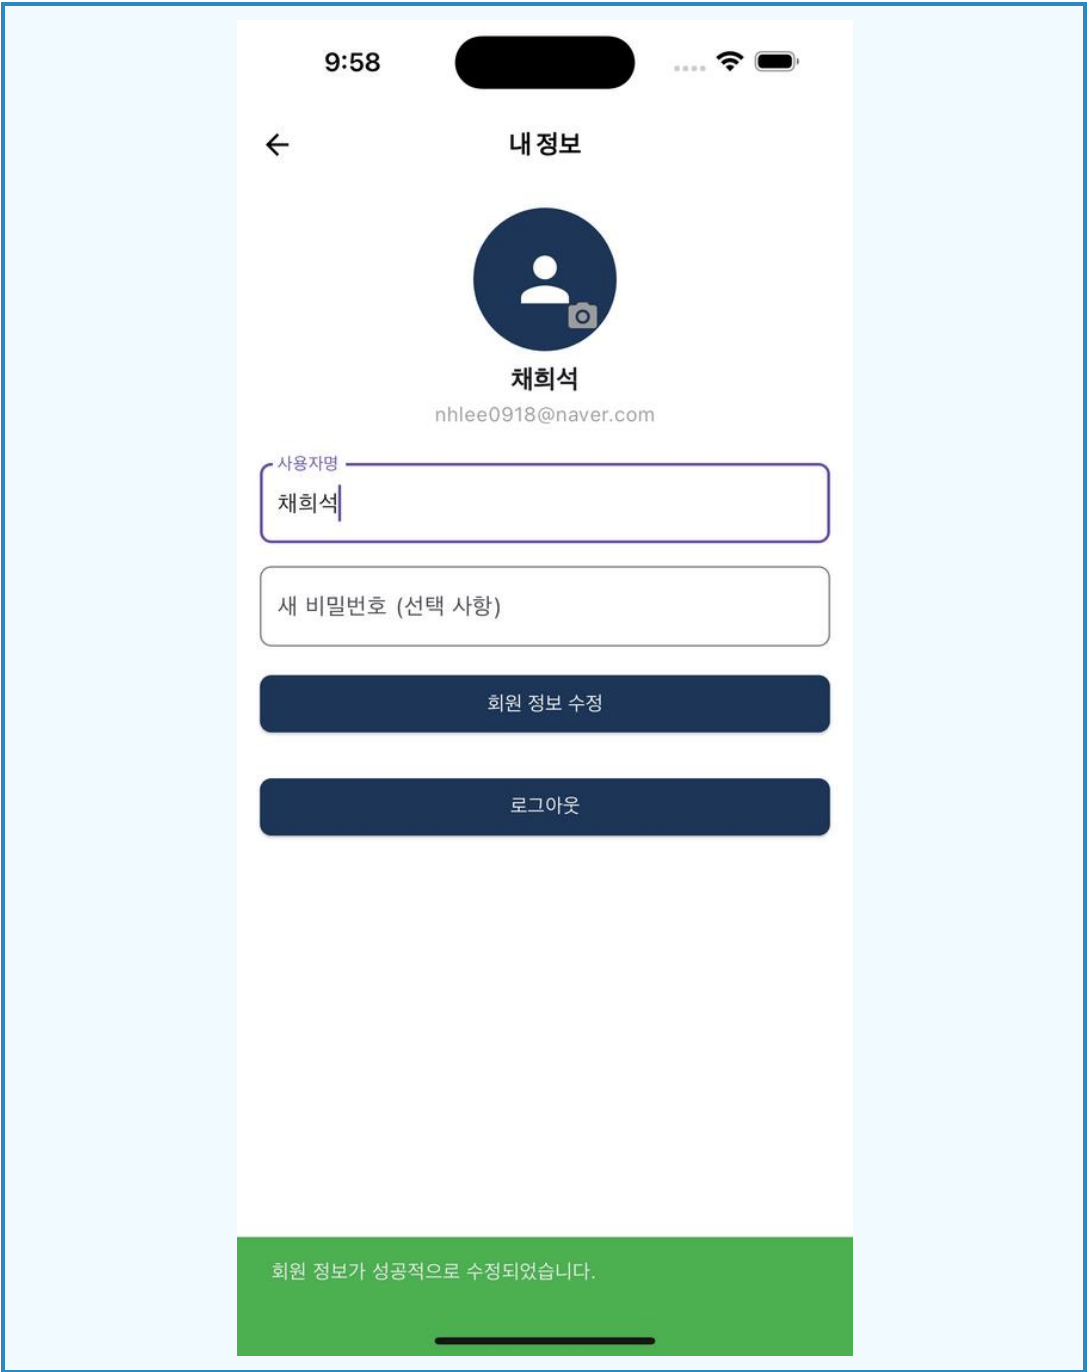 9:58
내 정보
채희석
nhlee0918@naver.com
사용자명
채희석
새 비밀번호 (선택 사항)
회원 정보 수정
로그아웃
회원 정보가 성공적으로 수정되었습니다.